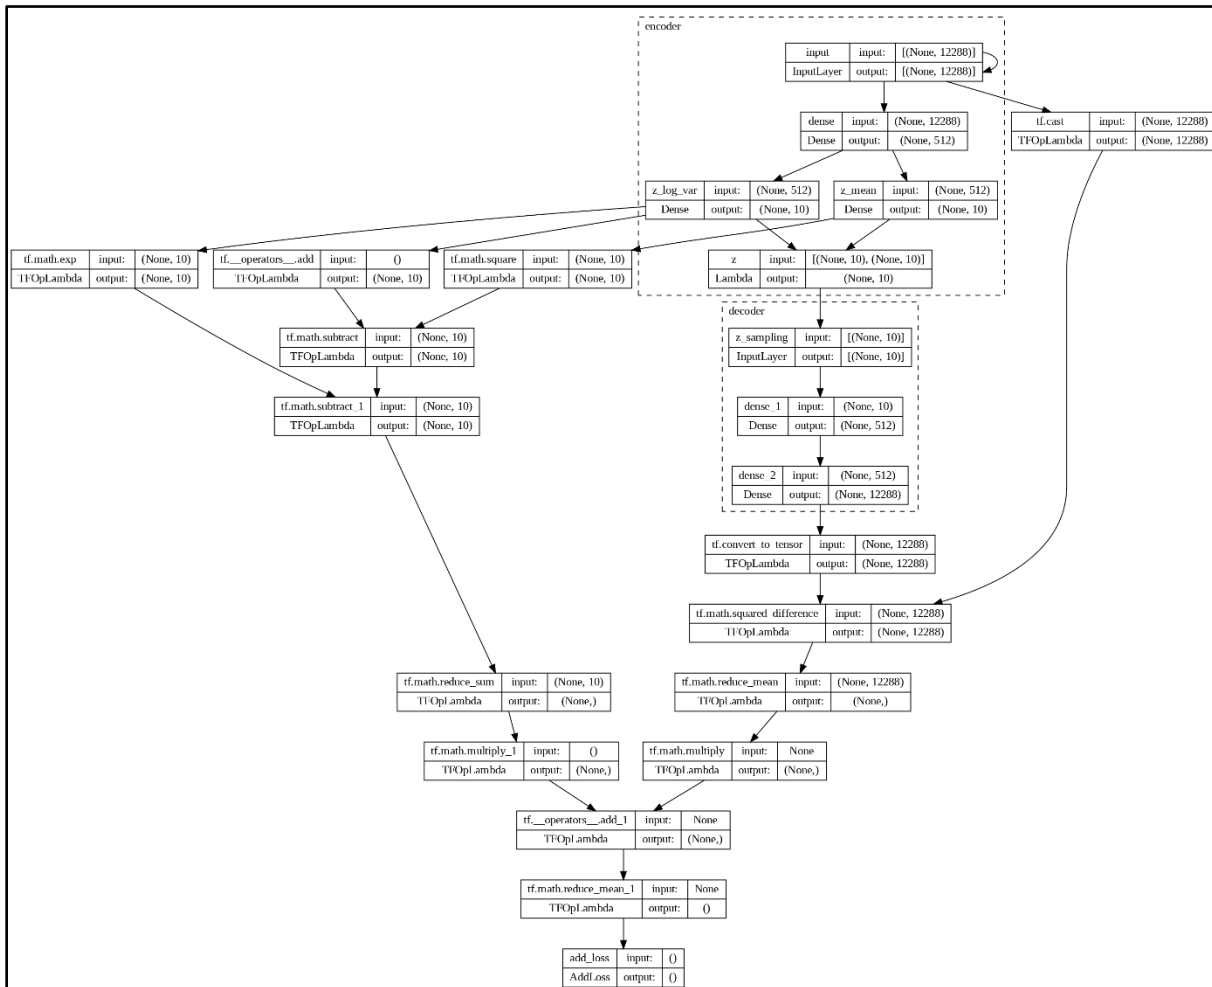 encoder
input input: [(None, 12288)]
InputLayer output: [(None, 12288)]
dense input: (None, 12288)
Dense output: (None, 512)
tf.cast input: (None, 12288)
TFOpLambda output: (None, 12288)
z_log_var input: (None, 512)
Dense output: (None, 10)
z_mean input: (None, 512)
Dense output: (None, 10)
tf.math.exp input: (None, 10)
TFOpLambda output: (None, 10)
tf.__operators__.add input: ()
TFOpLambda output: (None, 10)
tf.math.square input: (None, 10)
TFOpLambda output: (None, 10)
z input: [(None, 10), (None, 10)]
Lambda output: (None, 10)
decoder
tf.math.subtract input: (None, 10)
TFOpLambda output: (None, 10)
z_sampling input: [(None, 10)]
InputLayer output: [(None, 10)]
tf.math.subtract_1 input: (None, 10)
TFOpLambda output: (None, 10)
dense_1 input: (None, 10)
Dense output: (None, 512)
dense_2 input: (None, 512)
Dense output: (None, 12288)
tf.convert_to_tensor input: (None, 12288)
TFOpLambda output: (None, 12288)
tf.math.squared_difference input: (None, 12288)
TFOpLambda output: (None, 12288)
tf.math.reduce_sum input: (None, 10)
TFOpLambda output: (None,)
tf.math.reduce_mean input: (None, 12288)
TFOpLambda output: (None,)
tf.math.multiply_1 input: ()
TFOpLambda output: (None,)
tf.math.multiply input: None
TFOpLambda output: (None,)
tf.__operators__.add_1 input: None
TFOpLambda output: (None,)
tf.math.reduce_mean_1 input: None
TFOpLambda output: ()
add_loss input: ()
AddLoss output: ()